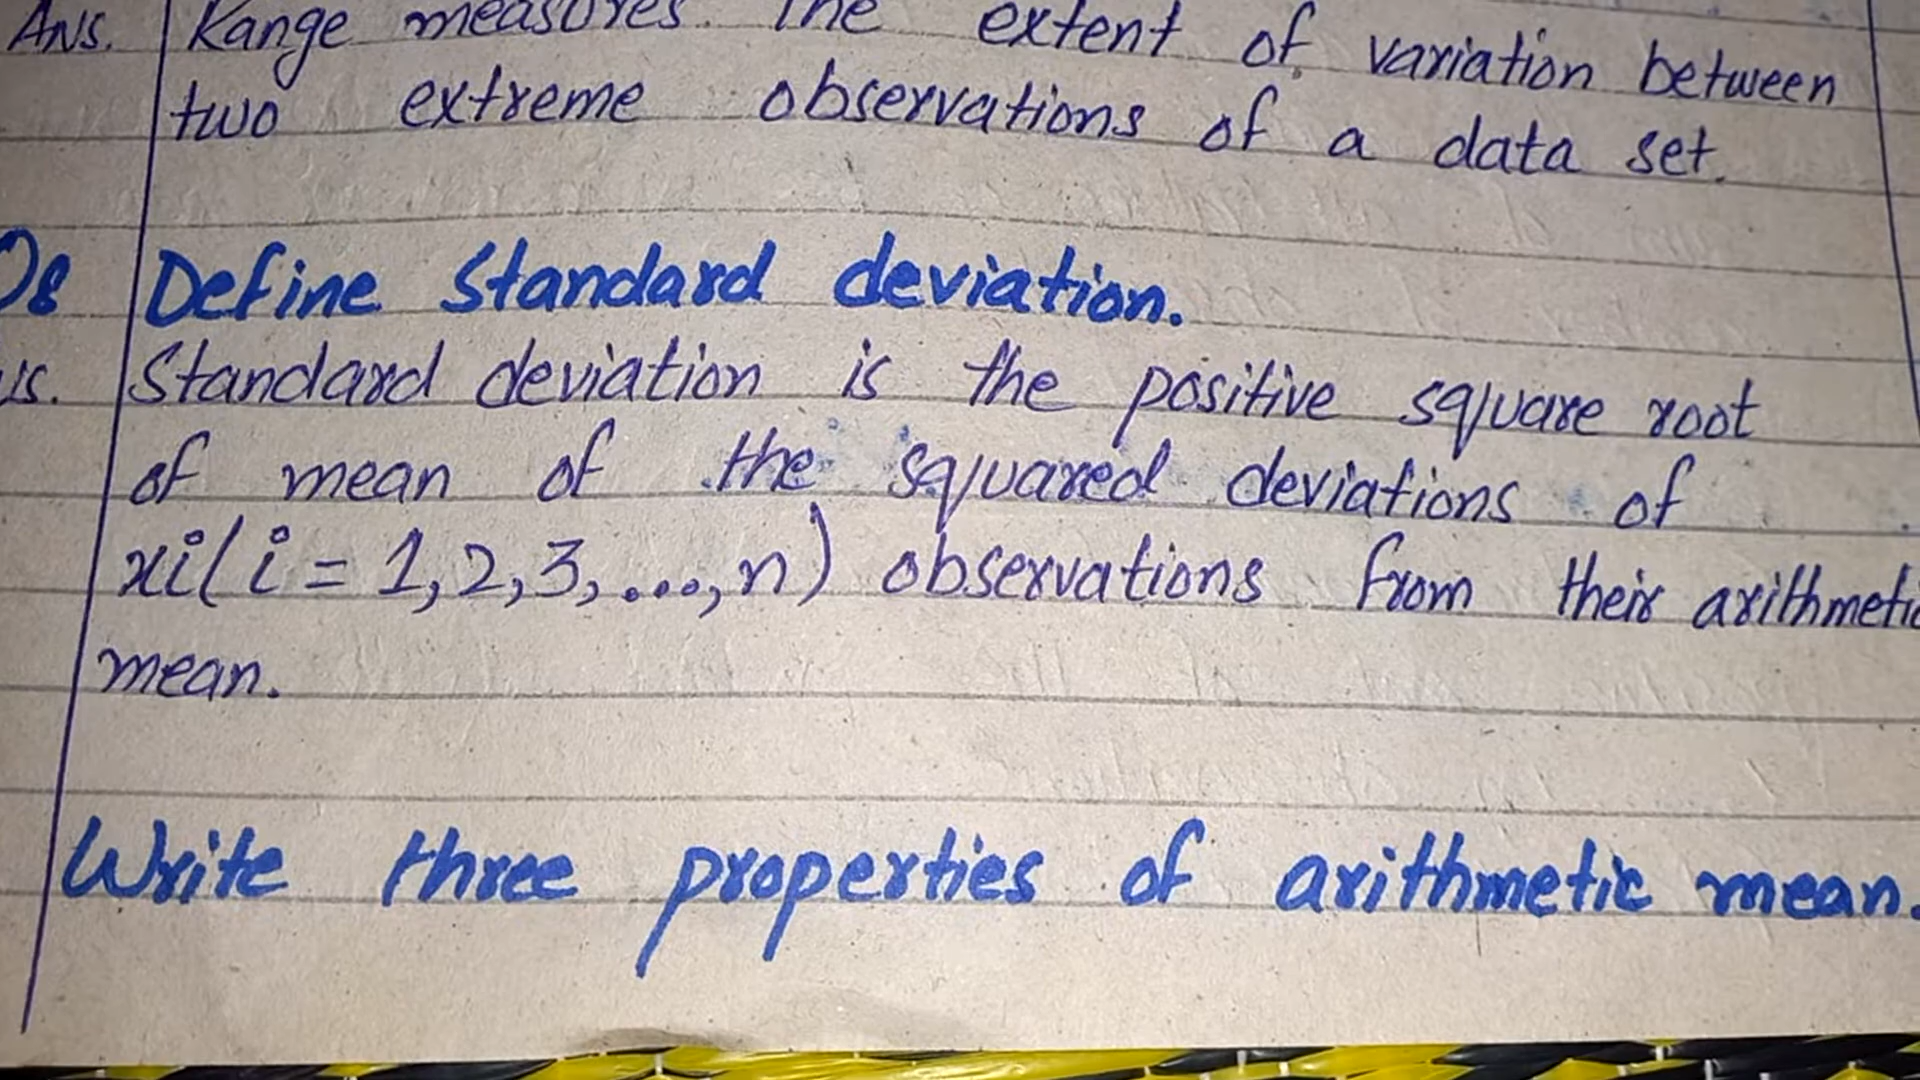 Ans. Range measures the extent of variation between
two extreme observations of a data set.
Q8 Define Standard deviation.
Standard deviation is the positive square root
of mean of the squared deviations of
xi(i = 1,2,3,...,n) observations from their arithmetic
mean.
Write three properties of arithmetic mean.